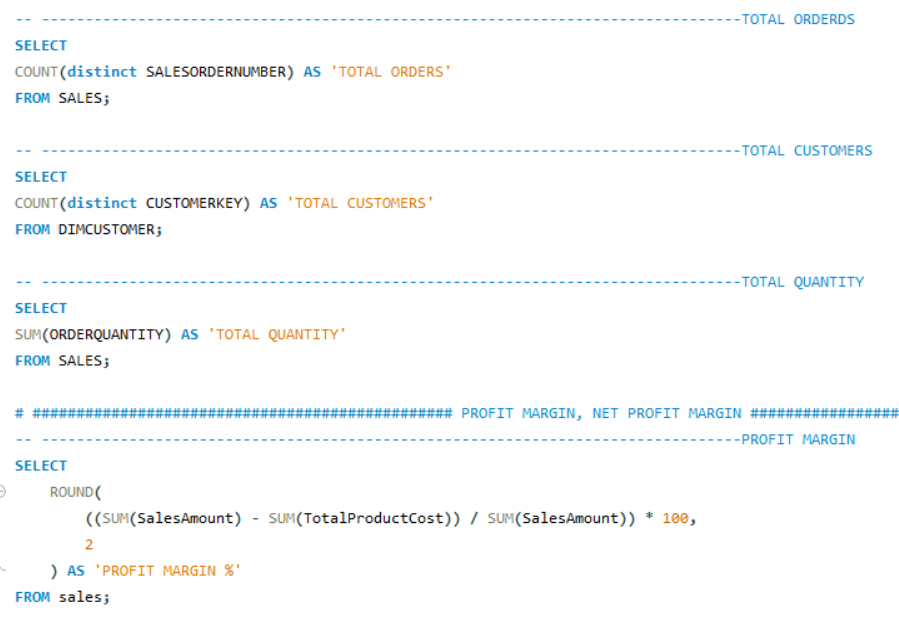 -- --------------------------------------------------------------------------------TOTAL ORDERDS
SELECT
COUNT(distinct SALESORDERNUMBER) AS 'TOTAL ORDERS'
FROM SALES;
-- --------------------------------------------------------------------------------TOTAL CUSTOMERS
SELECT
COUNT(distinct CUSTOMERKEY) AS 'TOTAL CUSTOMERS'
FROM DIMCUSTOMER;
-- --------------------------------------------------------------------------------TOTAL QUANTITY
SELECT
SUM(ORDERQUANTITY) AS 'TOTAL QUANTITY'
FROM SALES;
# ################################################ PROFIT MARGIN, NET PROFIT MARGIN #################
-- --------------------------------------------------------------------------------PROFIT MARGIN
SELECT
ROUND(
((SUM(SalesAmount) - SUM(TotalProductCost)) / SUM(SalesAmount)) * 100,
2
) AS 'PROFIT MARGIN %'
FROM sales;